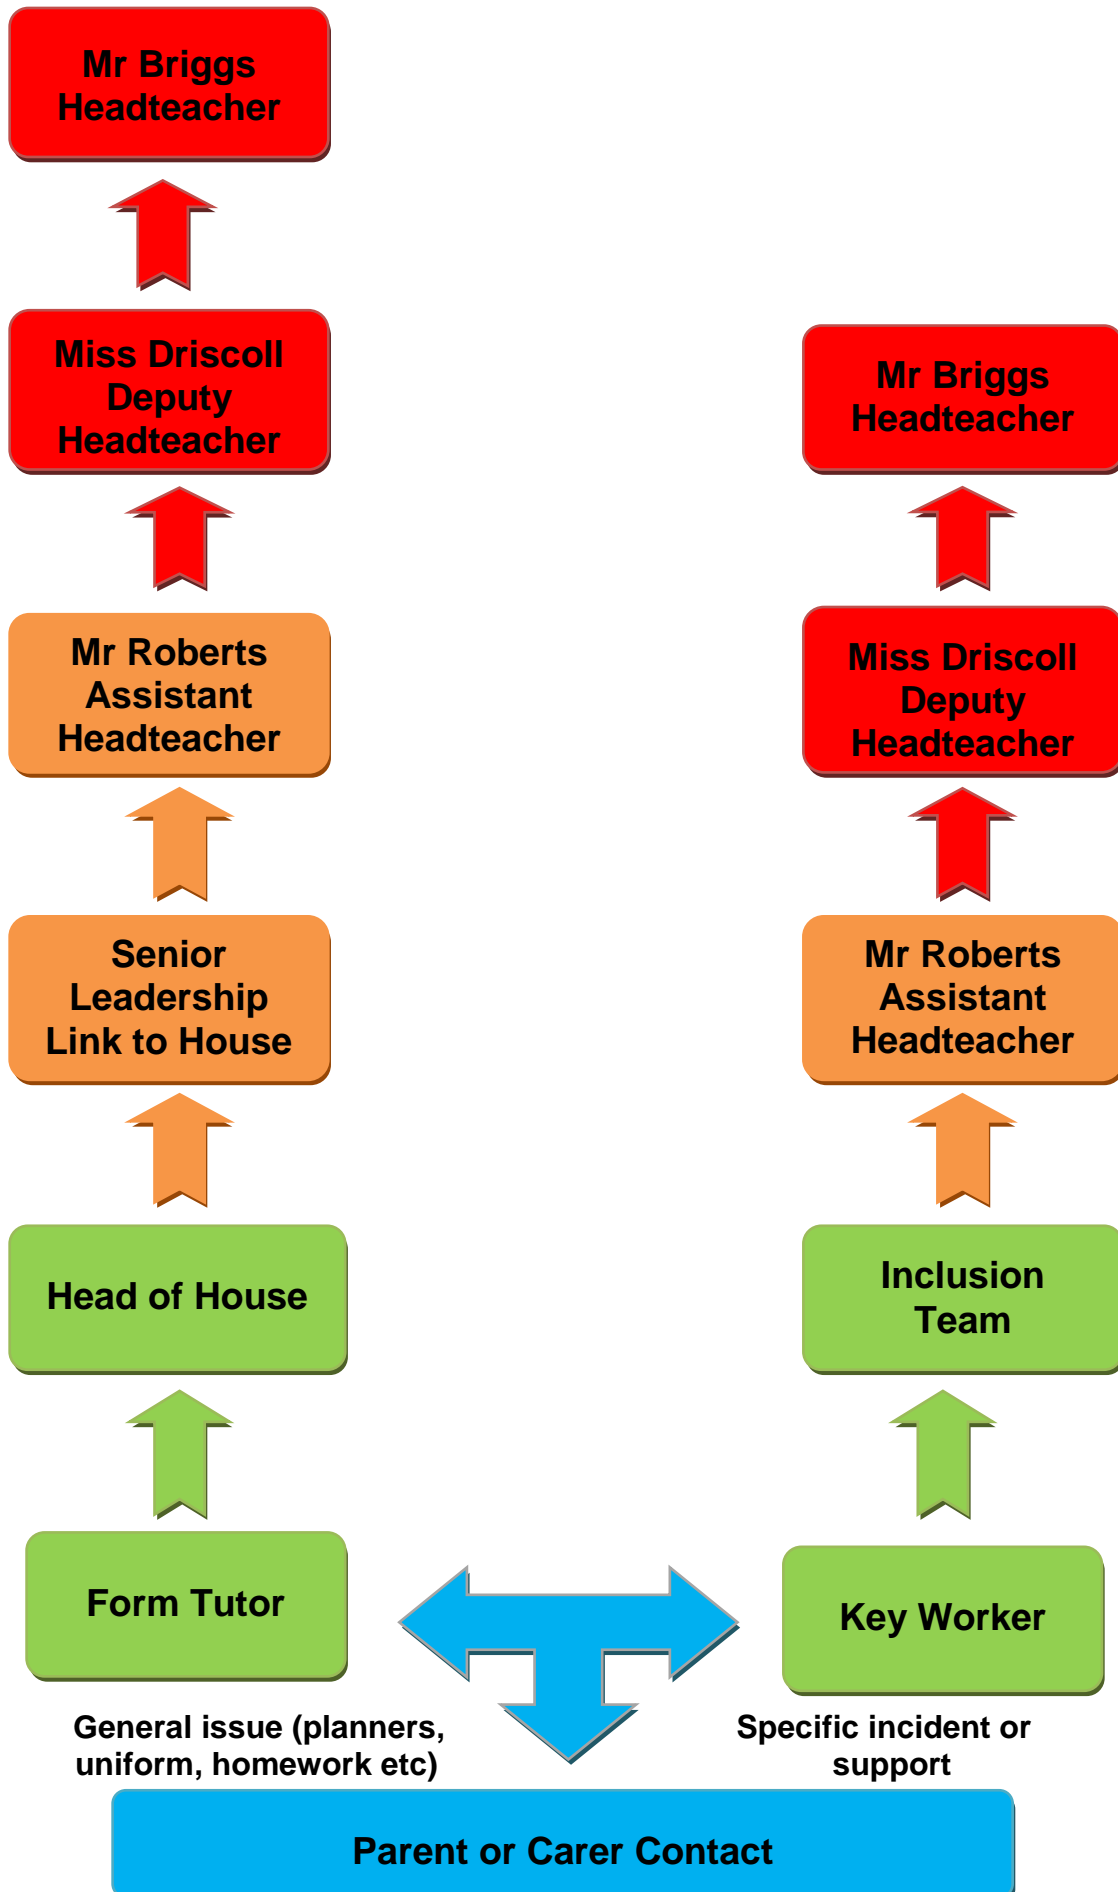 Mr Briggs
Headteacher
Miss Driscoll
Deputy
Headteacher
Mr Briggs
Headteacher
Mr Roberts
Assistant
Headteacher
Miss Driscoll
Deputy
Headteacher
Senior
Leadership
Link to House
Mr Roberts
Assistant
Headteacher
Head of House
Inclusion
Team
Form Tutor
Key Worker
General issue (planners,
uniform, homework etc)
Specific incident or
support
Parent or Carer Contact